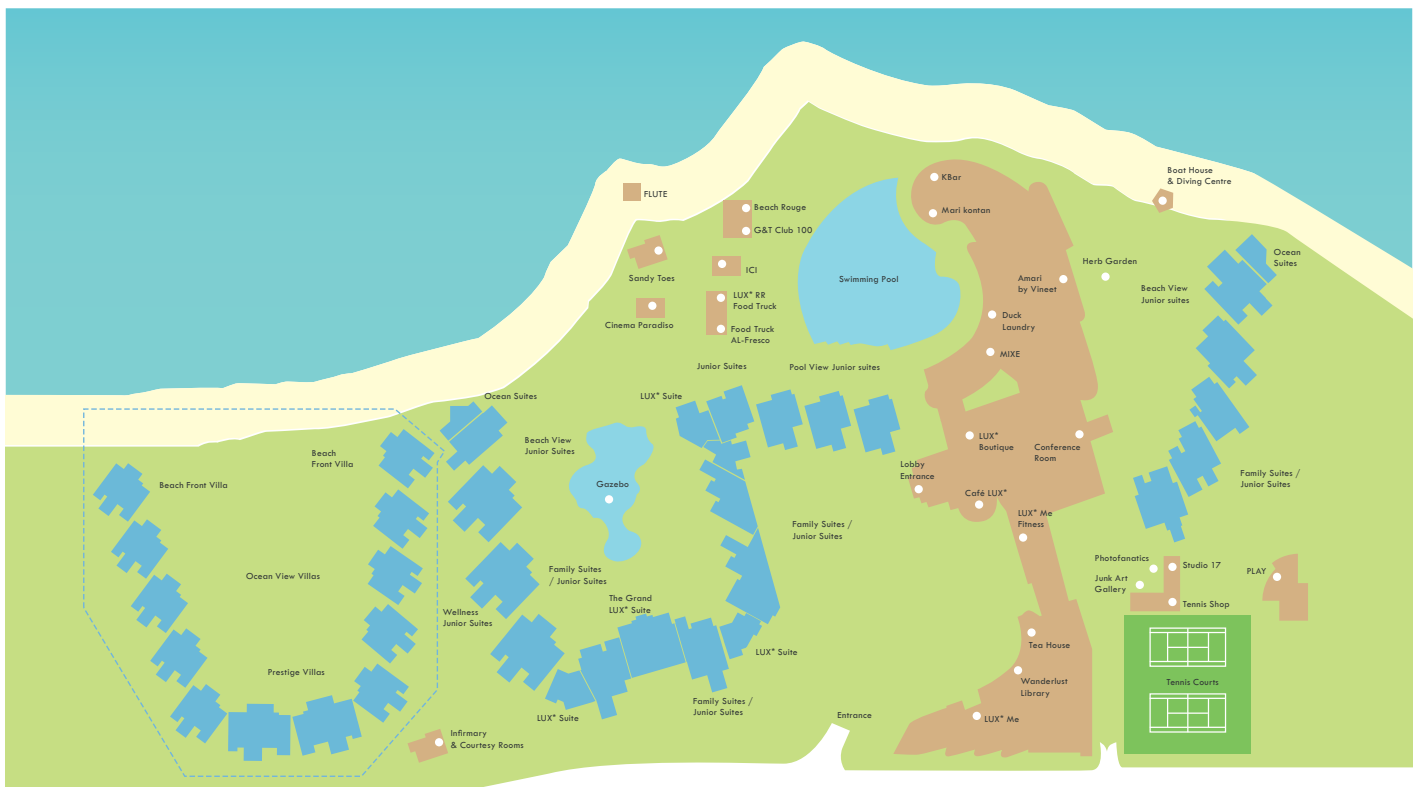 Boat House
& Diving Centre
KBar
FLUTE
Beach Rouge
Mari kontan
G&T Club 100
Ocean
Suites
Herb Garden
ICI
Sandy Toes
Swimming Pool
Amari
by Vineet
Beach View
Junior suites
LUX* RR
Food Truck
Cinema Paradiso
Duck
Laundry
Food Truck
AL-Fresco
MIXE
Junior Suites
Pool View Junior suites
Ocean Suites
LUX* Suite
Beach View
Junior Suites
LUX*
Boutique
Conference
Room
Beach
Front Villa
Lobby
Entrance
Family Suites /
Junior Suites
Beach Front Villa
Gazebo
Café LUX*
LUX* Me
Fitness
Family Suites /
Junior Suites
Photofanatics
Studio 17
Ocean View Villas
Family Suites
/ Junior Suites
Junk Art
Gallery
PLAY
The Grand
LUX* Suite
Tennis Shop
Wellness
Junior Suites
Tea House
LUX* Suite
Prestige Villas
Wanderlust
Library
Tennis Courts
Family Suites /
Junior Suites
LUX* Suite
Entrance
LUX* Me
Infirmary
& Courtesy Rooms